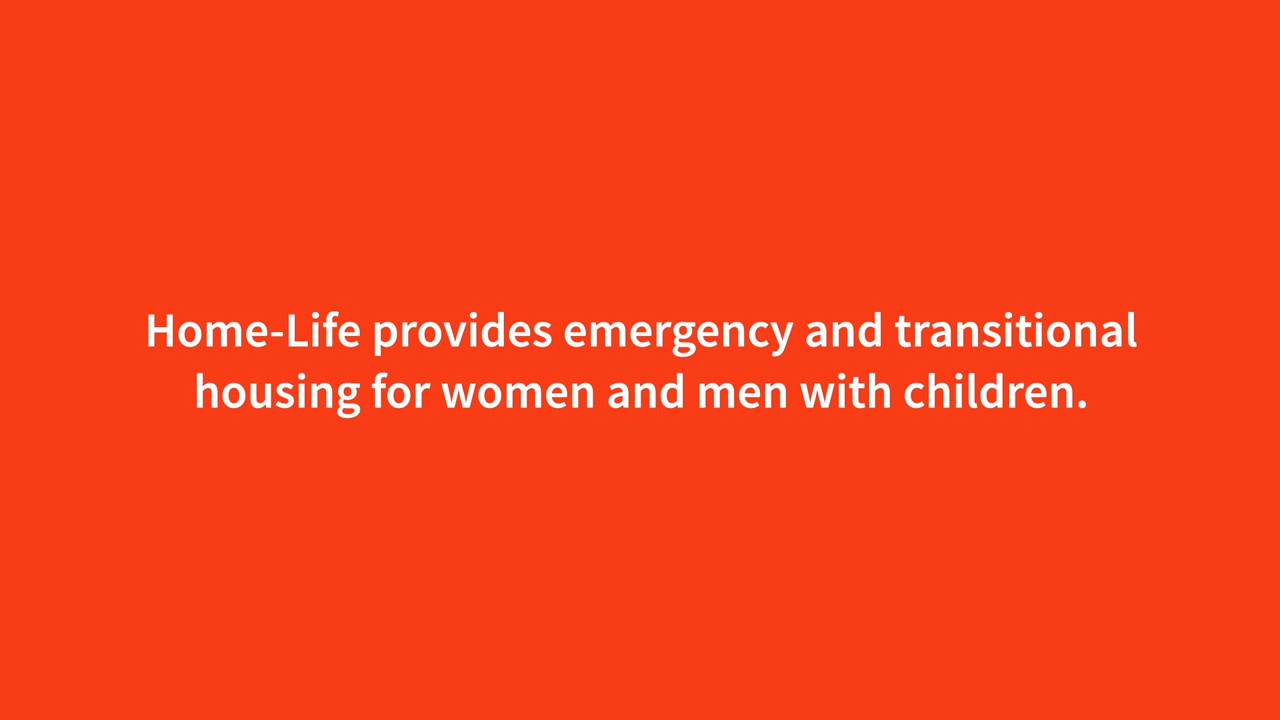 Home-Life provides emergency and transitional
housing for women and men with children.